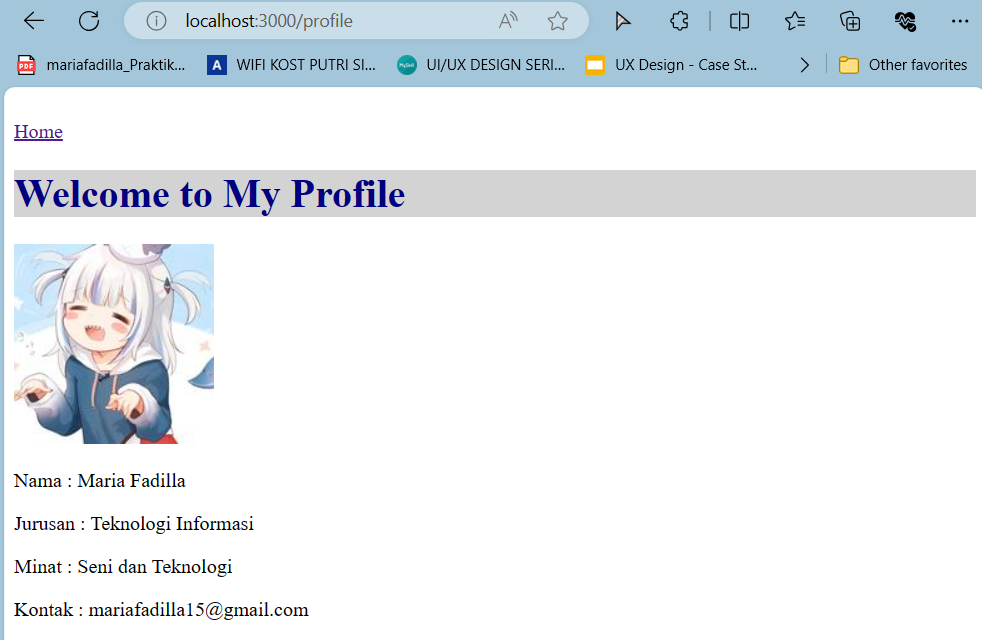 localhost:3000/profile
mariafadilla_Praktik... WIFI KOST PUTRI SI... UI/UX DESIGN SERI... UX Design - Case St... Other favorites
Home
Welcome to My Profile
Nama : Maria Fadilla
Jurusan : Teknologi Informasi
Minat : Seni dan Teknologi
Kontak : mariafadilla15@gmail.com